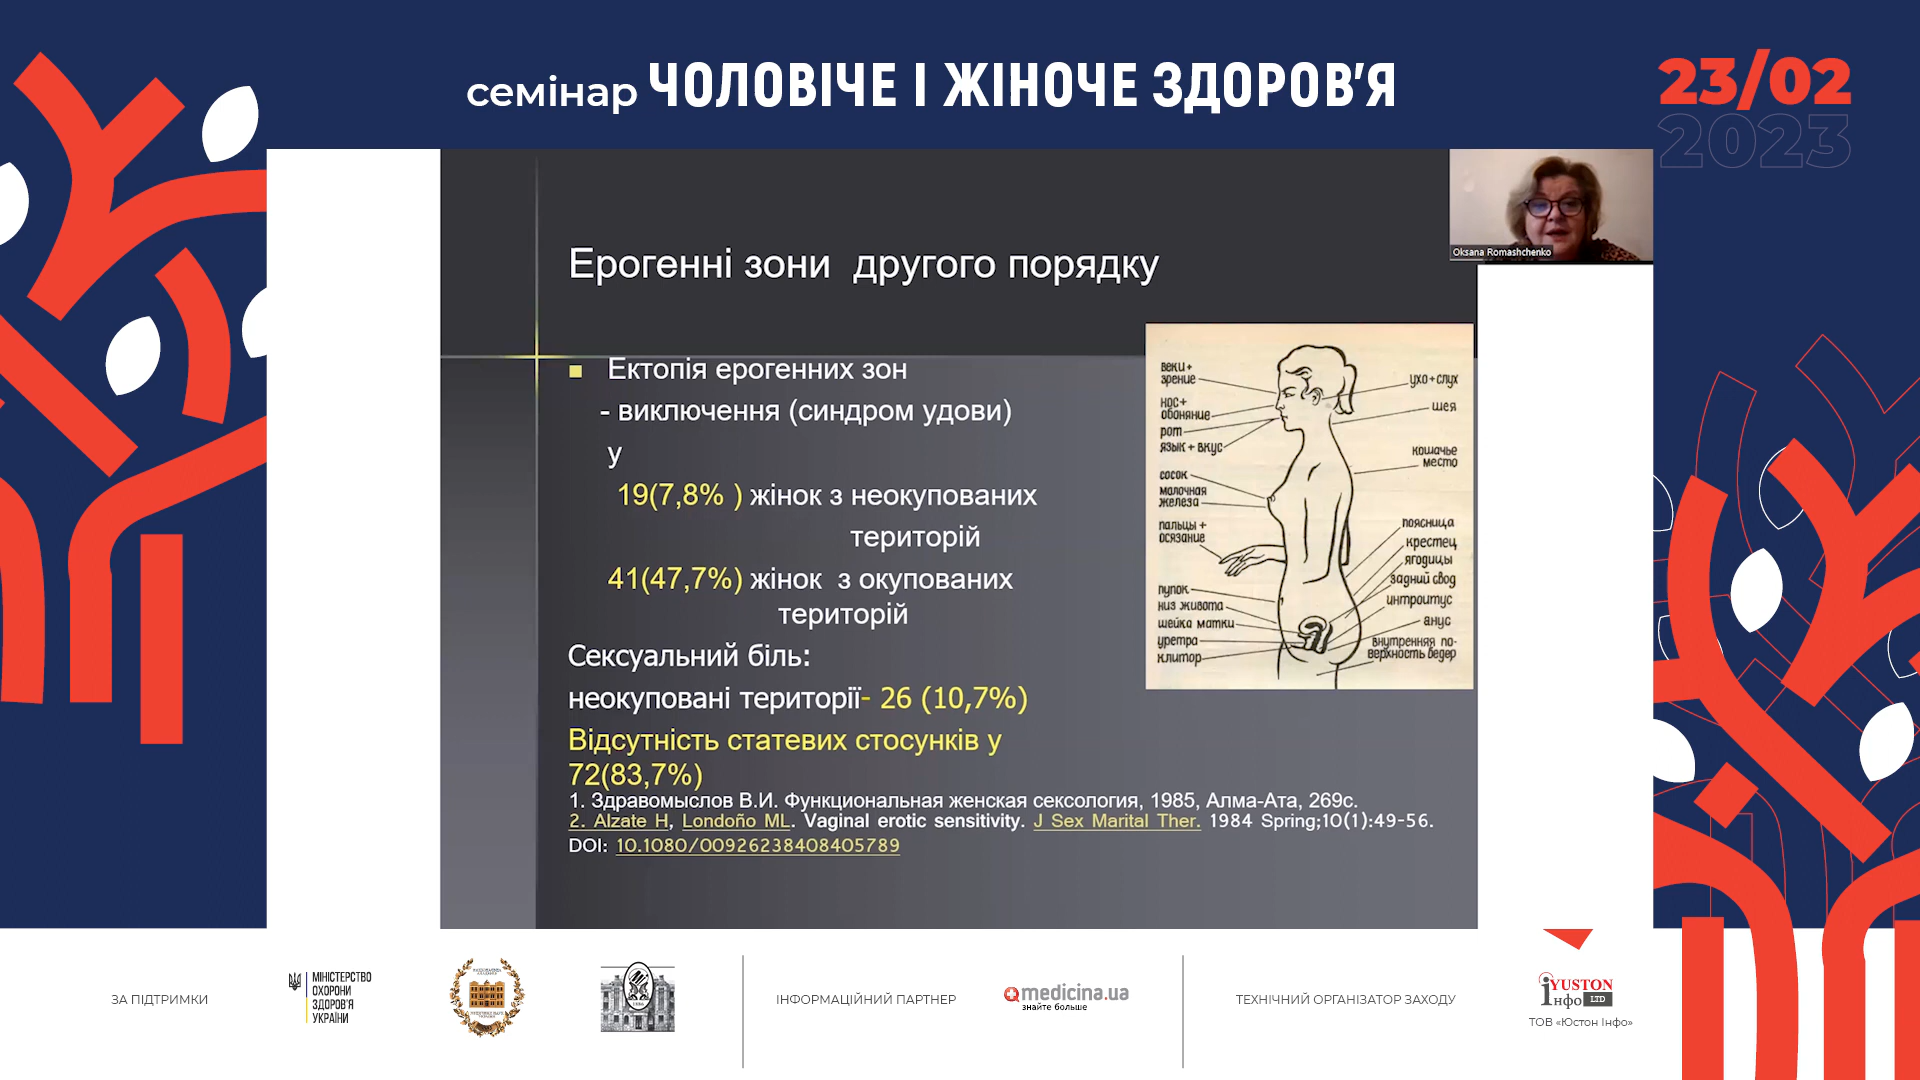 семінар ЧОЛОВІЧЕ І ЖІНОЧЕ ЗДОРОВ'Я
23/02
2023
Oksana Romashchenko
Ерогенні зони другого порядку
Ектопія ерогенних зон
- виключення (синдром удови)
у
19(7,8% ) жінок з неокупованих
територій
41(47,7%) жінок з окупованих
територій
Сексуальний біль:
неокуповані території- 26 (10,7%)
Відсутність статевих стосунків у
72(83,7%)
1. Здравомыслов В.И. Функциональная женская сексология, 1985, Алма-Ата, 269с.
2. Alzate H, Londoño ML. Vaginal erotic sensitivity. J Sex Marital Ther. 1984 Spring;10(1):49-56.
DOI: 10.1080/00926238408405789
веки +
зрение
нос+
обоняние
рот
язык + вкус
сосок
молочная
железа
пальцы +
осязание
пупок
низ живота
шейка матки
уретра
клитор
ухо+слух
шея
кошачье
место
поясница
крестец
ягодицы
задний свод
интроитус
анус
внутренняя по-
верхность бедер
ЗА ПІДТРИМКИ
МІНІСТЕРСТВО
ОХОРОНИ
ЗДОРОВ'Я
УКРАЇНИ
ІНФОРМАЦІЙНИЙ ПАРТНЕР
medicina.ua
знайте больше
ТЕХНІЧНИЙ ОРГАНІЗАТОР ЗАХОДУ
YUSTON
iнфо LTD
ТОВ «Юстон Інфо»